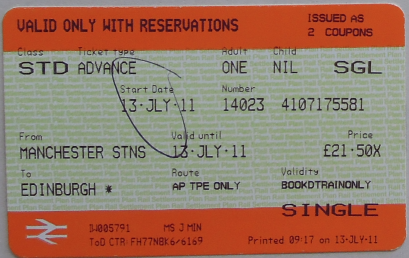 VALID ONLY WITH RESERVATIONS ISSUED AS
2 COUPONS
Class Ticket type Adult Child
STD ADVANCE ONE NIL SGL
Start Date Number
13·JLY·11 14023 4107175581
From Valid until Price
MANCHESTER STNS 13·JLY·11 £21·50X
To Route Validity
EDINBURGH * AP TPE ONLY BOOKDTRAINONLY
SINGLE
MS J MIN
ToD CTR: FH77N8K6/6169 Printed 09·17 on 13·JLY·11